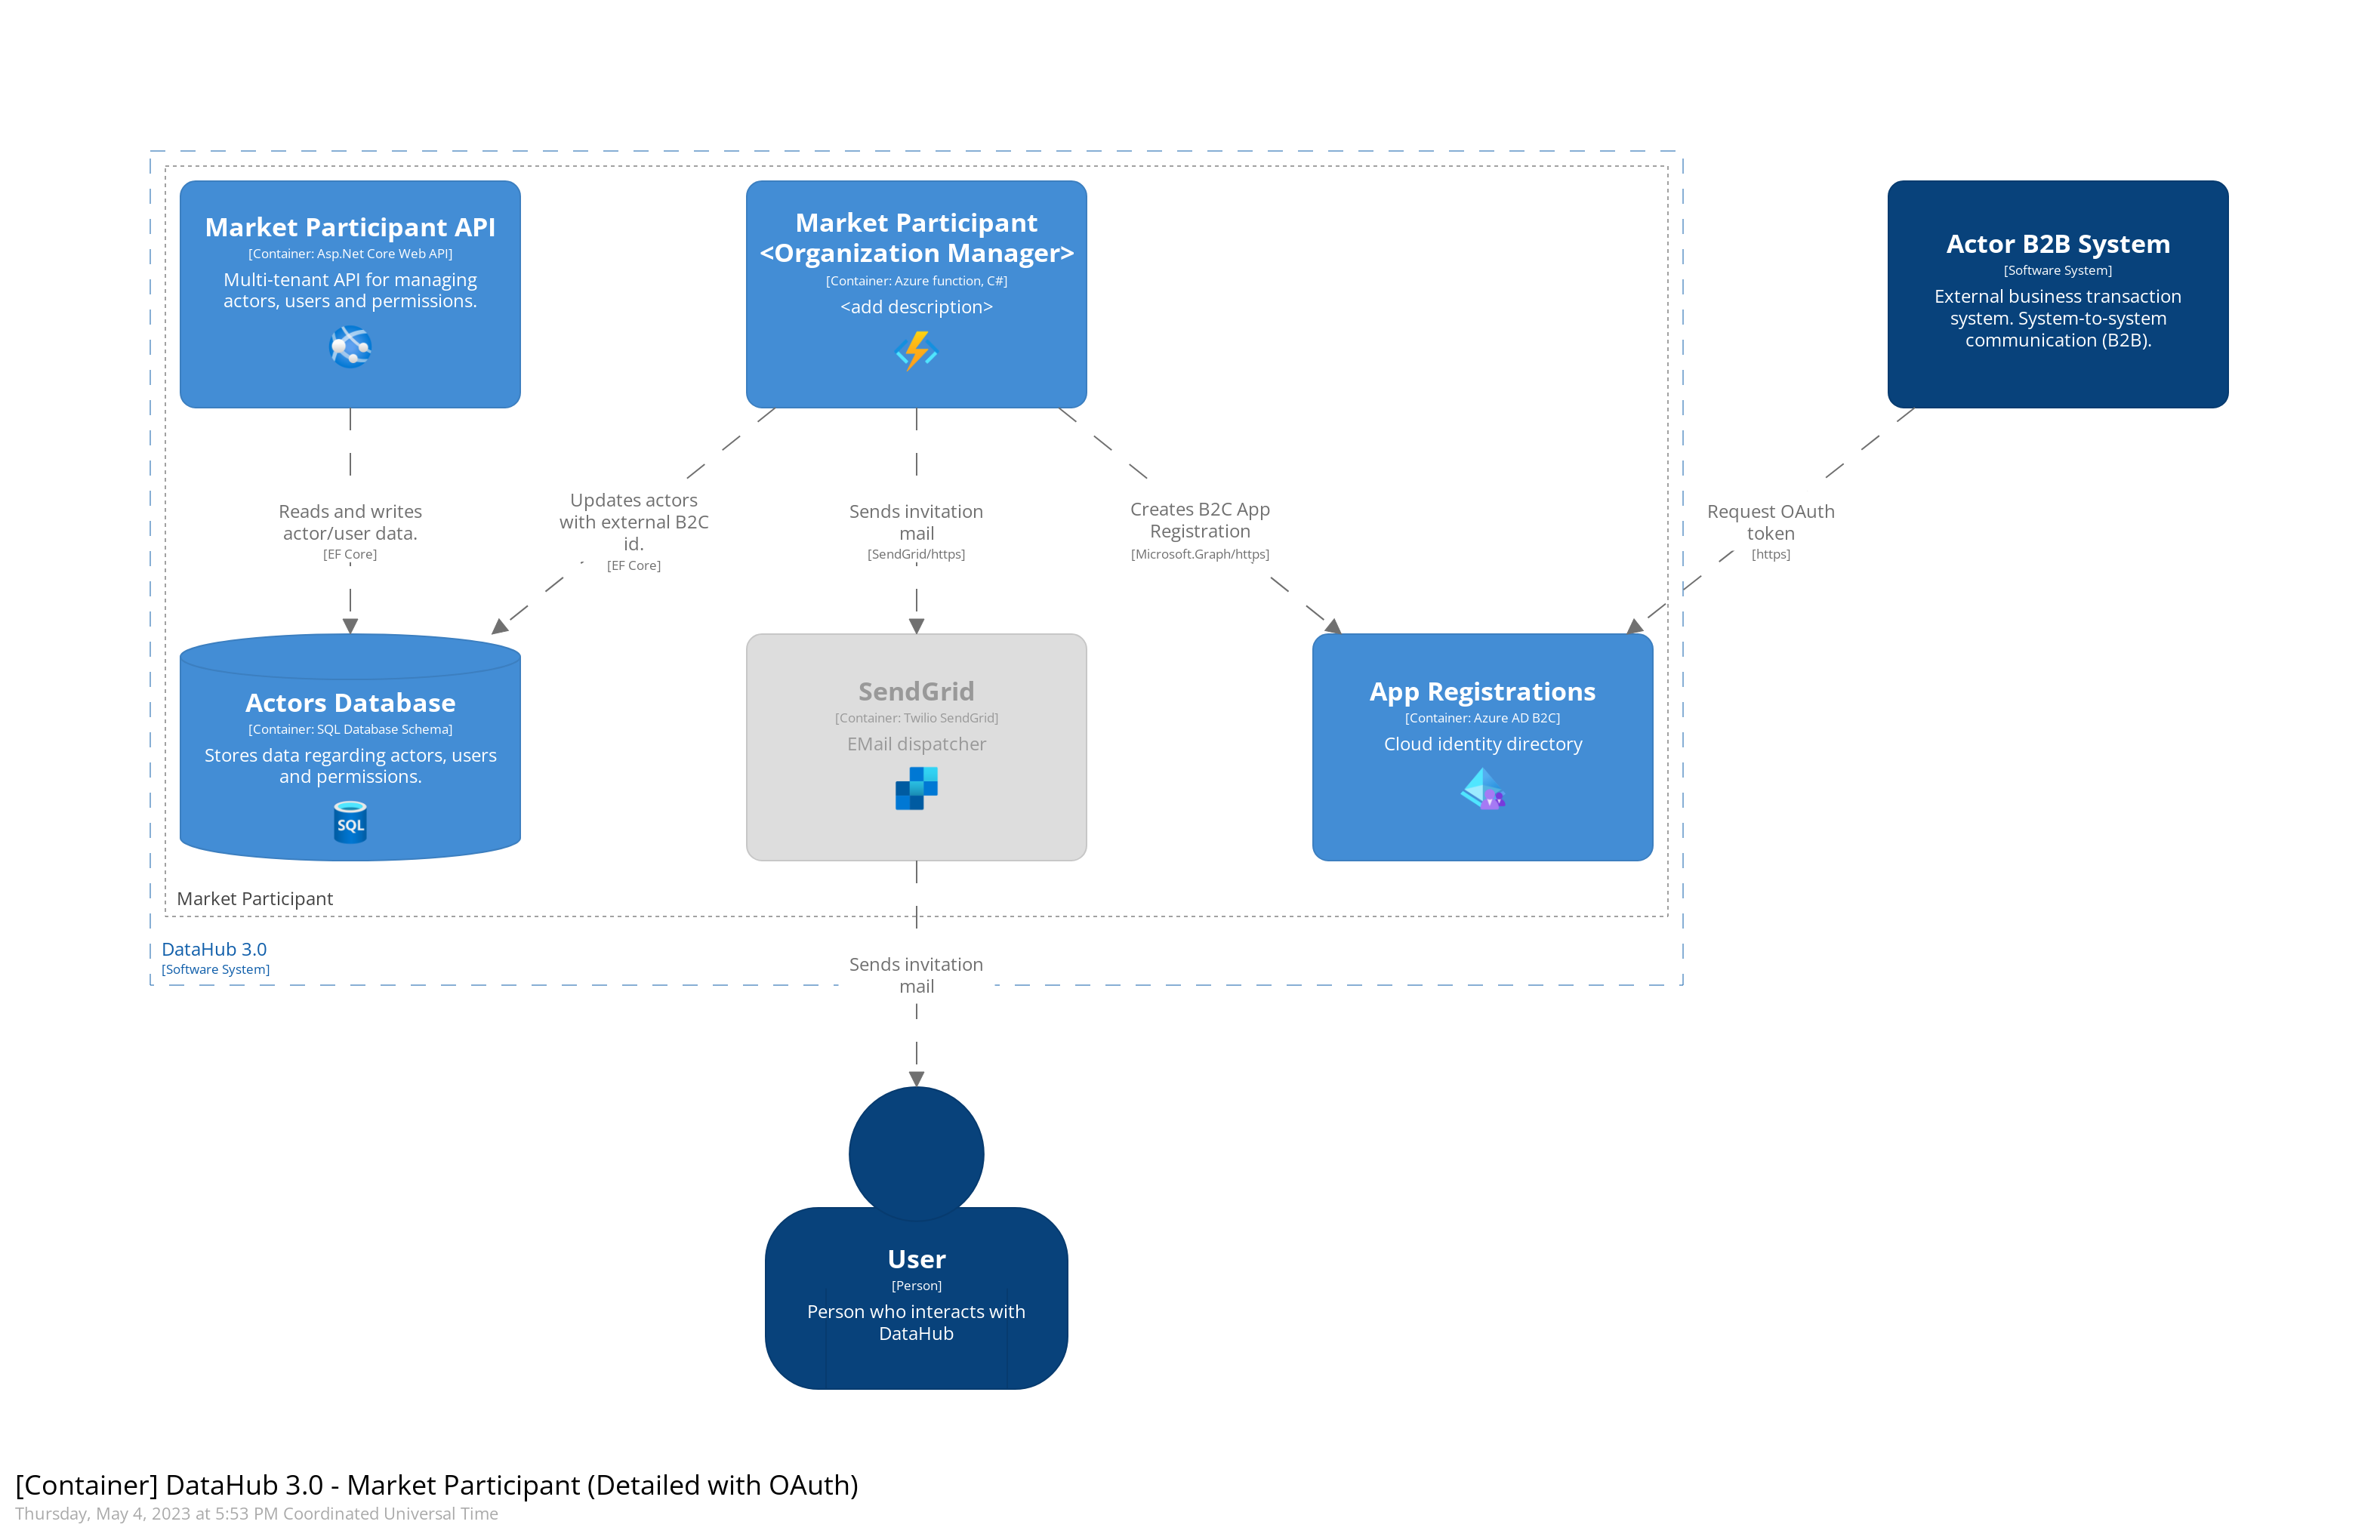 Market Participant API
[Container: Asp.Net Core Web API]
Multi-tenant API for managing
actors, users and permissions.
Market Participant
<Organization Manager>
[Container: Azure function, C#]
<add description>
Actor B2B System
[Software System]
External business transaction
system. System-to-system
communication (B2B).
Reads and writes
actor/user data.
[EF Core]
Updates actors
with external B2C
id.
[EF Core]
Sends invitation
mail
[SendGrid/https]
Creates B2C App
Registration
[Microsoft.Graph/https]
Request OAuth
token
[https]
Actors Database
[Container: SQL Database Schema]
Stores data regarding actors, users
and permissions.
SQL
SendGrid
[Container: Twilio SendGrid]
EMail dispatcher
App Registrations
[Container: Azure AD B2C]
Cloud identity directory
Market Participant
DataHub 3.0
[Software System]
Sends invitation
mail
User
[Person]
Person who interacts with
DataHub
[Container] DataHub 3.0 - Market Participant (Detailed with OAuth)
Thursday, May 4, 2023 at 5:53 PM Coordinated Universal Time